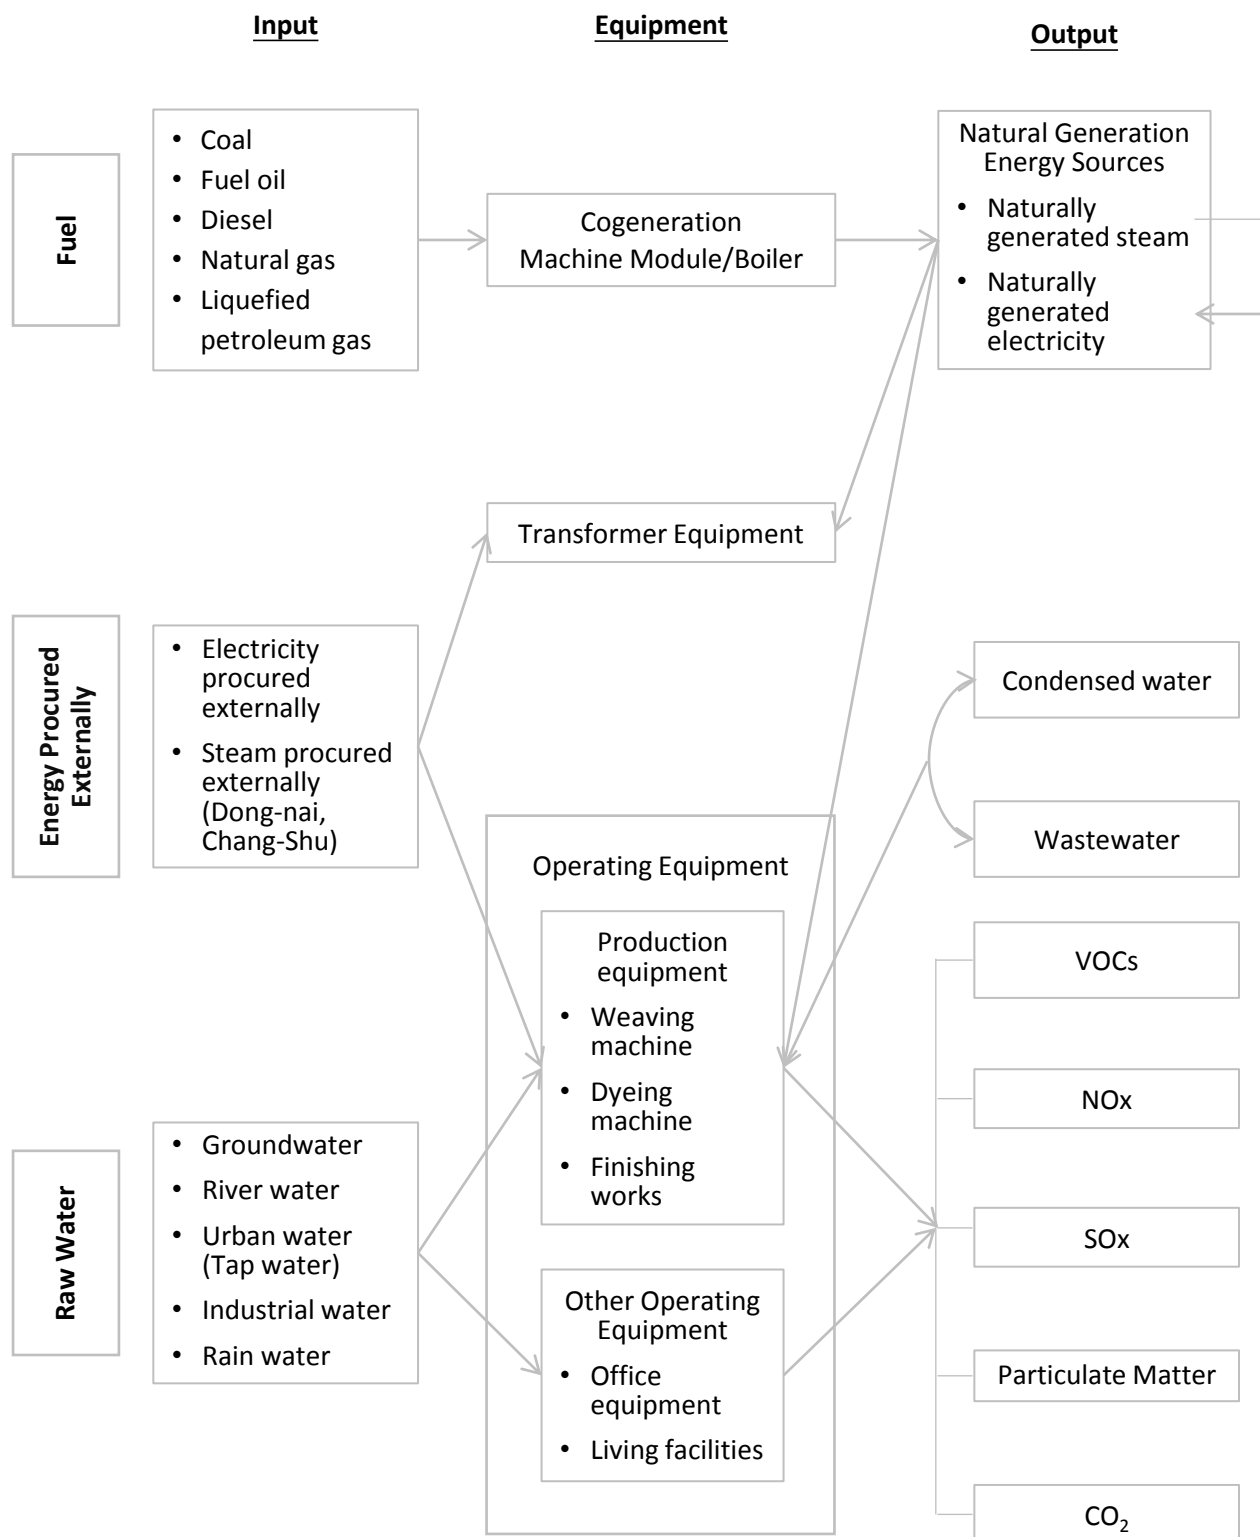 Input
Equipment
Output
Fuel
• Coal
• Fuel oil
• Diesel
• Natural gas
• Liquefied
petroleum gas
Cogeneration
Machine Module/Boiler
Natural Generation
Energy Sources
• Naturally
generated steam
• Naturally
generated
electricity
Transformer Equipment
Energy Procured
Externally
• Electricity
procured
externally
• Steam procured
externally
(Dong-nai,
Chang-Shu)
Condensed water
Wastewater
Operating Equipment
Production
equipment
• Weaving
machine
• Dyeing
machine
• Finishing
works
VOCs
NOx
SOx
Particulate Matter
CO₂
Raw Water
• Groundwater
• River water
• Urban water
(Tap water)
• Industrial water
• Rain water
Other Operating
Equipment
• Office
equipment
• Living facilities